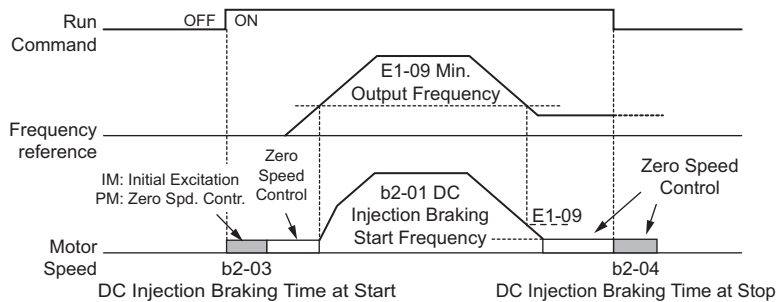 Run
Command
OFF
ON
E1-09 Min.
Output Frequency
Frequency
reference
Zero
Speed
Control
IM: Initial Excitation
PM: Zero Spd. Contr.
b2-01 DC
Injection Braking
Start Frequency
E1-09
Zero Speed
Control
Motor
Speed
b2-03
DC Injection Braking Time at Start
b2-04
DC Injection Braking Time at Stop